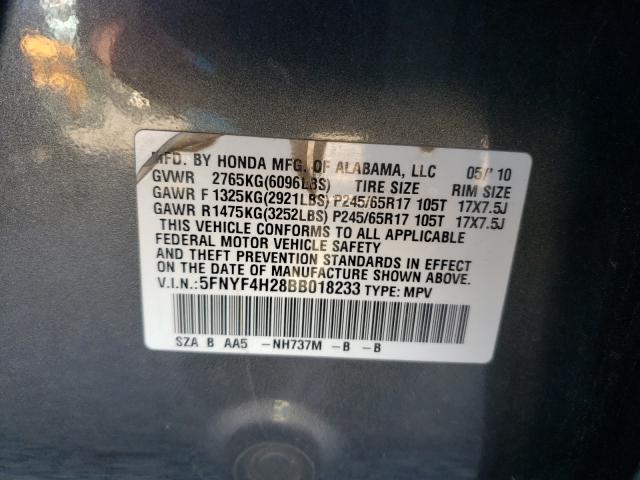 MFD. BY HONDA MFG. OF ALABAMA, LLC 05/'10
GVWR 2765KG(6096LBS) TIRE SIZE RIM SIZE
GAWR F 1325KG(2921LBS) P245/65R17 105T 17X7.5J
GAWR R1475KG(3252LBS) P245/65R17 105T 17X7.5J
THIS VEHICLE CONFORMS TO ALL APPLICABLE
FEDERAL MOTOR VEHICLE SAFETY
AND THEFT PREVENTION STANDARDS IN EFFECT
ON THE DATE OF MANUFACTURE SHOWN ABOVE.
V.I.N.:5FNYF4H28BB018233 TYPE: MPV
SZA B AA5 -NH737M -B -B